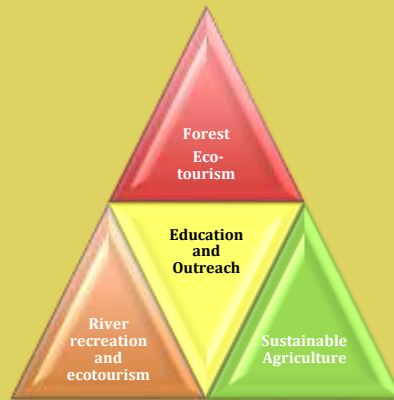 Forest
Eco-
tourism
Education
and
Outreach
River
recreation
and
ecotourism
Sustainable
Agriculture